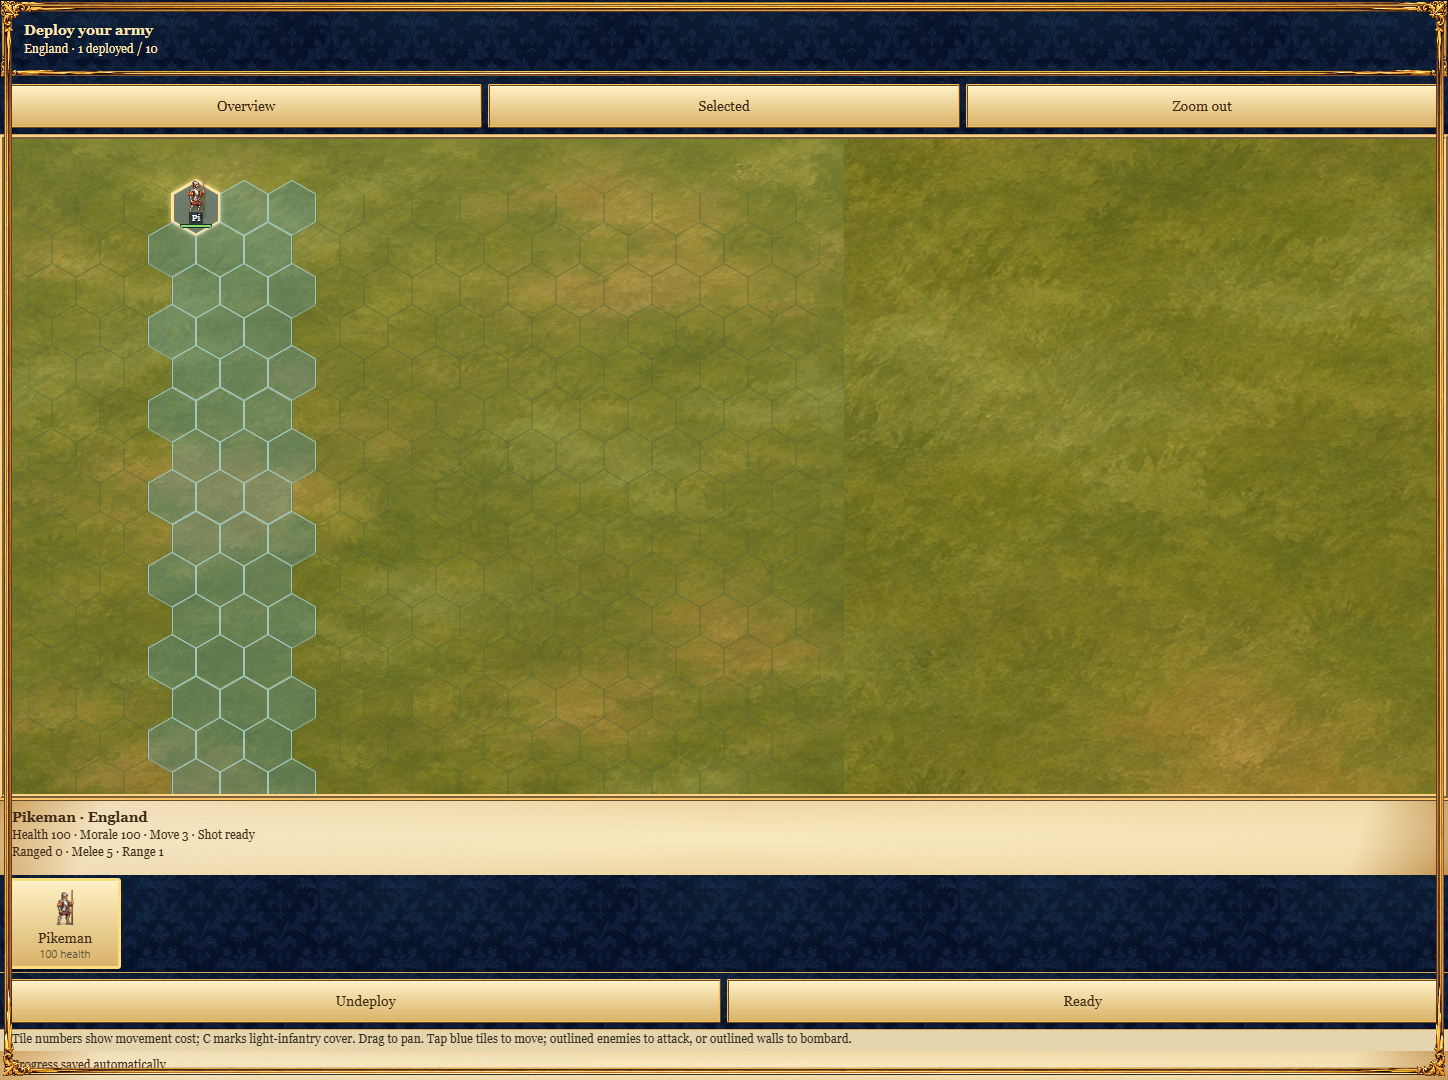 Deploy your army
England · 1 deployed / 10
Overview
Selected
Zoom out
Pi
Pikeman · England
Health 100 · Morale 100 · Move 3 · Shot ready
Ranged 0 · Melee 5 · Range 1
Pikeman
100 health
Undeploy
Ready
Tile numbers show movement cost; C marks light-infantry cover. Drag to pan. Tap blue tiles to move; outlined enemies to attack, or outlined walls to bombard.
Progress saved automatically